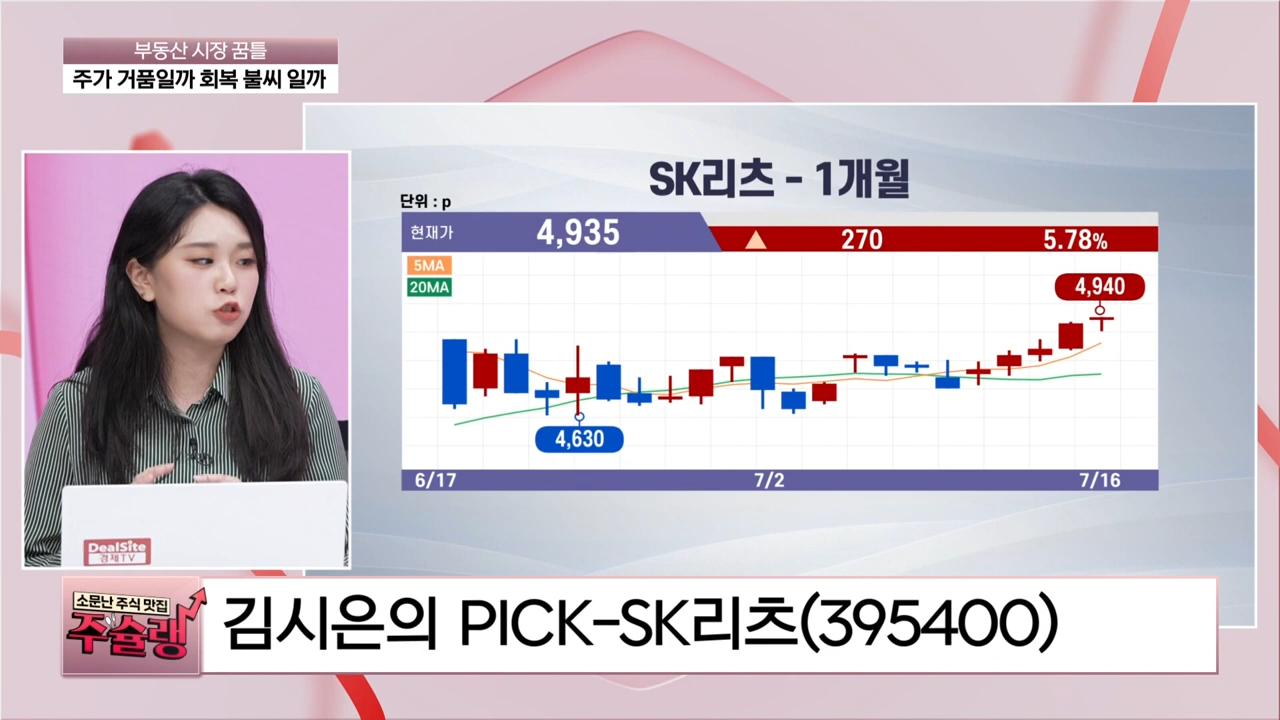 부동산 시장 꿈틀
주가 거품일까 회복 불씨 일까
SK리츠 - 1개월
단위 : p
현재가 4,935 270 5.78%
5MA
20MA
4,940
4,630
6/17 7/2 7/16
DealSite
경제TV
소문난 주식 맛집
주슐랭
김시은의 PICK-SK리츠(395400)